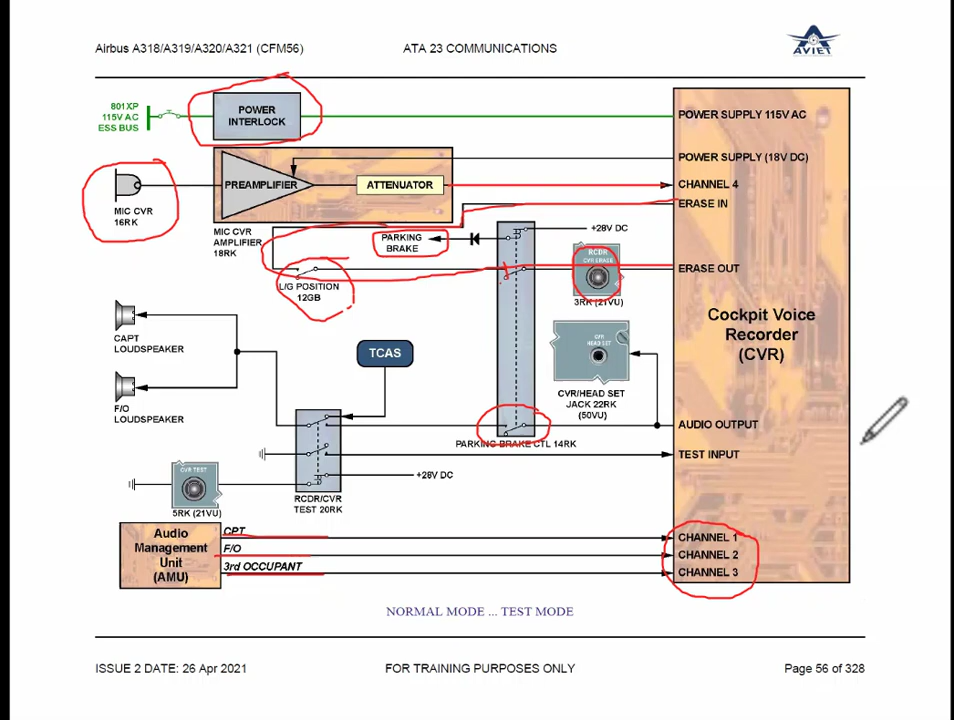 Airbus A318/A319/A320/A321 (CFM56)
ATA 23 COMMUNICATIONS
AVIET
801XP
115V AC
ESS BUS
POWER
INTERLOCK
POWER SUPPLY 115V AC
PREAMPLIFIER
ATTENUATOR
POWER SUPPLY (18V DC)
CHANNEL 4
MIC CVR
16RK
MIC CVR
AMPLIFIER
18RK
ERASE IN
PARKING
BRAKE
+28V DC
RCDR
CVR ERASE
3RK (21VU)
ERASE OUT
L/G POSITION
12GB
Cockpit Voice
Recorder
(CVR)
CAPT
LOUDSPEAKER
F/O
LOUDSPEAKER
TCAS
CVR
HEAD SET
CVR/HEAD SET
JACK 22RK
(50VU)
AUDIO OUTPUT
PARKING BRAKE CTL 14RK
TEST INPUT
CVR TEST
5RK (21VU)
+28V DC
RCDR/CVR
TEST 20RK
Audio
Management
Unit
(AMU)
CPT
F/O
3rd OCCUPANT
CHANNEL 1
CHANNEL 2
CHANNEL 3
NORMAL MODE ... TEST MODE
ISSUE 2 DATE: 26 Apr 2021
FOR TRAINING PURPOSES ONLY
Page 56 of 328